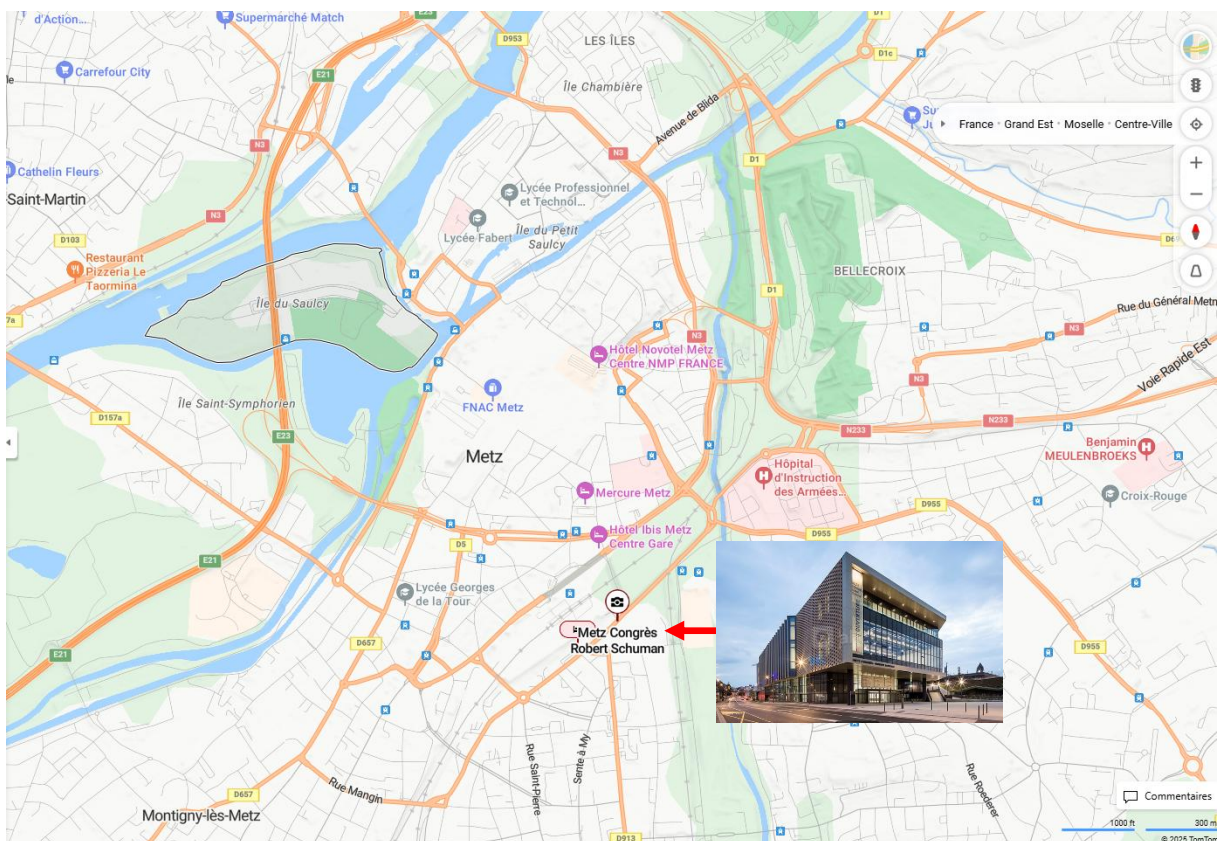 d'Action...
Supermarché Match
E23
D953
LES ÎLES
D1
D1c
Carrefour City
E21
Île Chambière
Avenue de Blida
France • Grand Est • Moselle • Centre-Ville
N3
N3
D1
Cathelin Fleurs
Saint-Martin
Lycée Professionnel
et Technol...
N3
Île du Petit
Saulcy
Lycée Fabert
D103
Restaurant
Pizzeria Le
Taormina
BELLECROIX
Île du Saulcy
D1
Rue du Général Metm
7a
N3
Hôtel Novotel Metz
Centre NMP FRANCE
Voie Rapide Est
N3
Île Saint-Symphorien
FNAC Metz
D157a
E23
N233
N233
Metz
Benjamin
MEULENBROEKS
Hôpital
d'Instruction
des Armées...
Mercure Metz
Croix-Rouge
D955
Hôtel Ibis Metz
Centre Gare
D955
D5
E21
Lycée Georges
de la Tour
Metz Congrès
Robert Schuman
D657
D955
E21
Rue Saint-Pierre
Sente à My
Rue Mangin
Rue Roederer
D657
Montigny-lès-Metz
Commentaires
D913
1000 ft
300 m
© 2025 TomTom